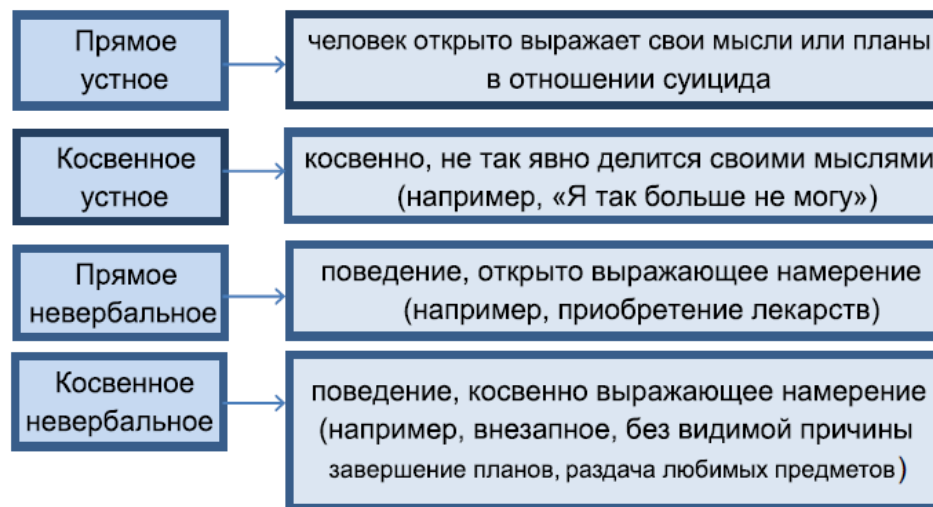 Прямое
устное
человек открыто выражает свои мысли или планы
в отношении суицида
Косвенное
устное
косвенно, не так явно делится своими мыслями
(например, «Я так больше не могу»)
Прямое
невербальное
поведение, открыто выражающее намерение
(например, приобретение лекарств)
Косвенное
невербальное
поведение, косвенно выражающее намерение
(например, внезапное, без видимой причины
завершение планов, раздача любимых предметов)